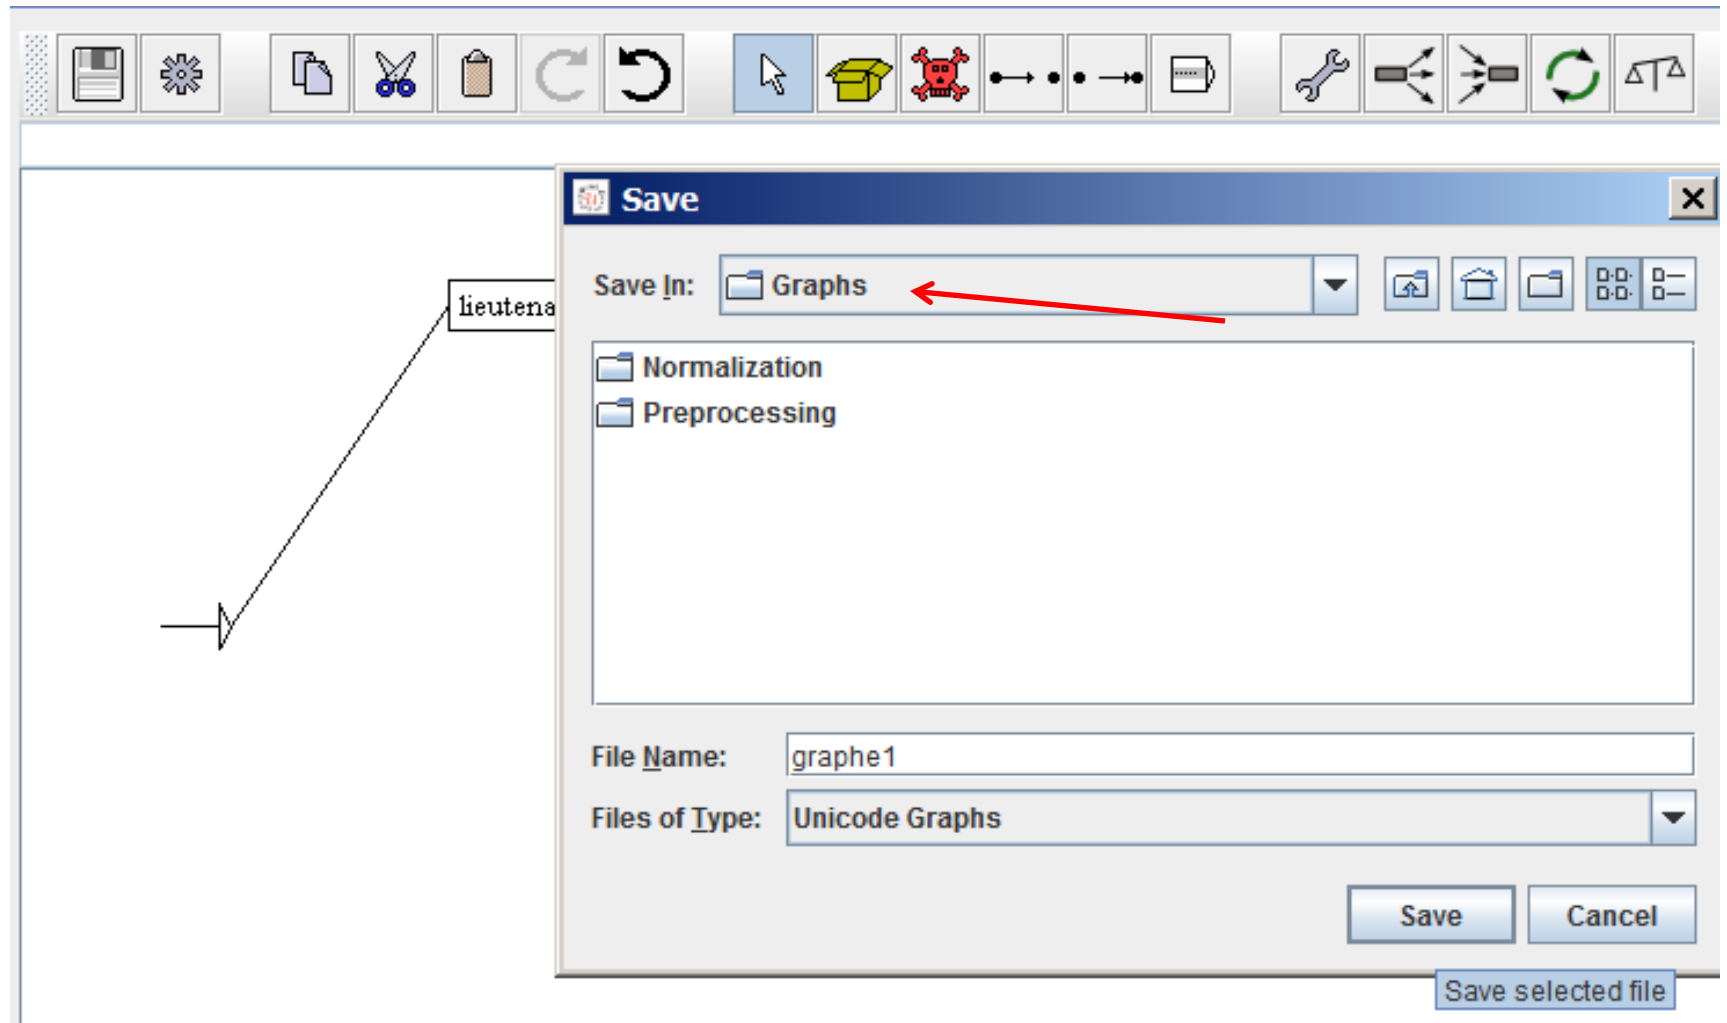 Save
Save In: Graphs
lieutena
Normalization
Preprocessing
File Name: graphe1
Files of Type: Unicode Graphs
Save Cancel
Save selected file